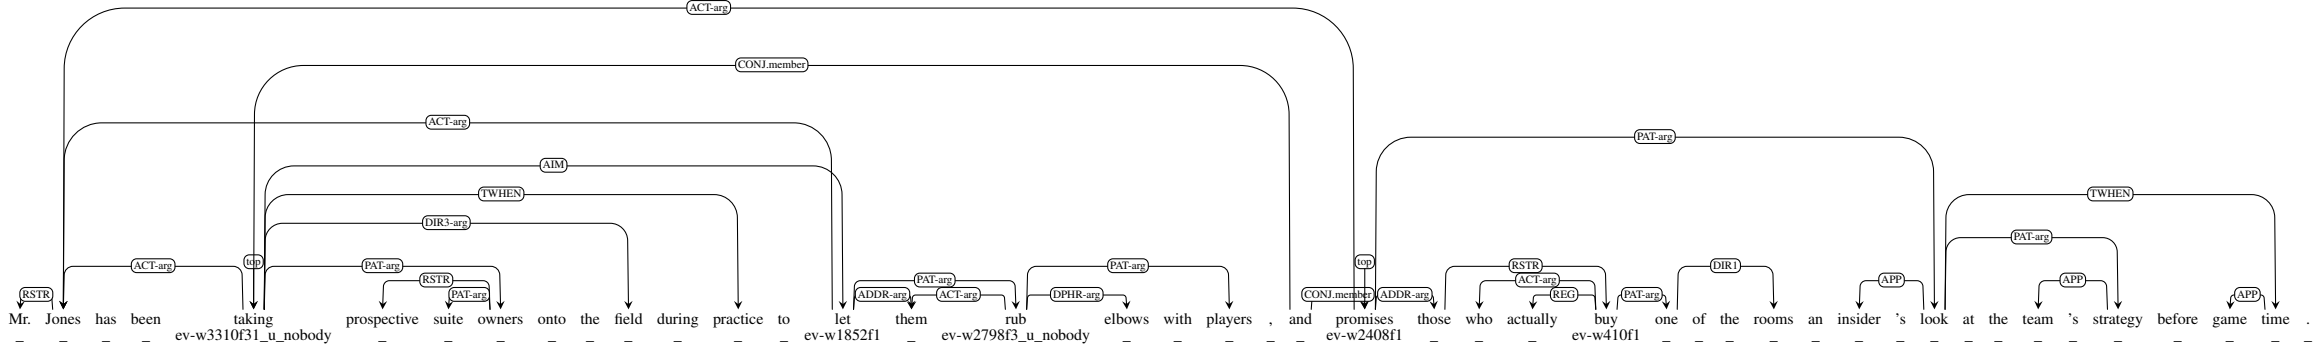 ACT-arg
CONJ.member
ACT-arg
PAT-arg
AIM
TWHEN TWHEN
DIR3-arg
PAT-arg
top top
ACT-arg PAT-arg PAT-arg RSTR DIR1
RSTR PAT-arg ACT-arg APP APP
RSTR PAT-arg ADDR-arg ACT-arg DPHR-arg CONJ.member ADDR-arg REG PAT-arg APP
Mr. Jones has been taking prospective suite owners onto the field during practice to let them rub elbows with players , and promises those who actually buy one of the rooms an insider 's look at the team 's strategy before game time .
_ _ _ _ ev-w3310f31_u_nobody _ _ _ _ _ _ _ _ _ ev-w1852f1 _ ev-w2798f3_u_nobody _ _ _ _ _ ev-w2408f1 _ _ _ ev-w410f1 _ _ _ _ _ _ _ _ _ _ _ _ _ _ _ _ _